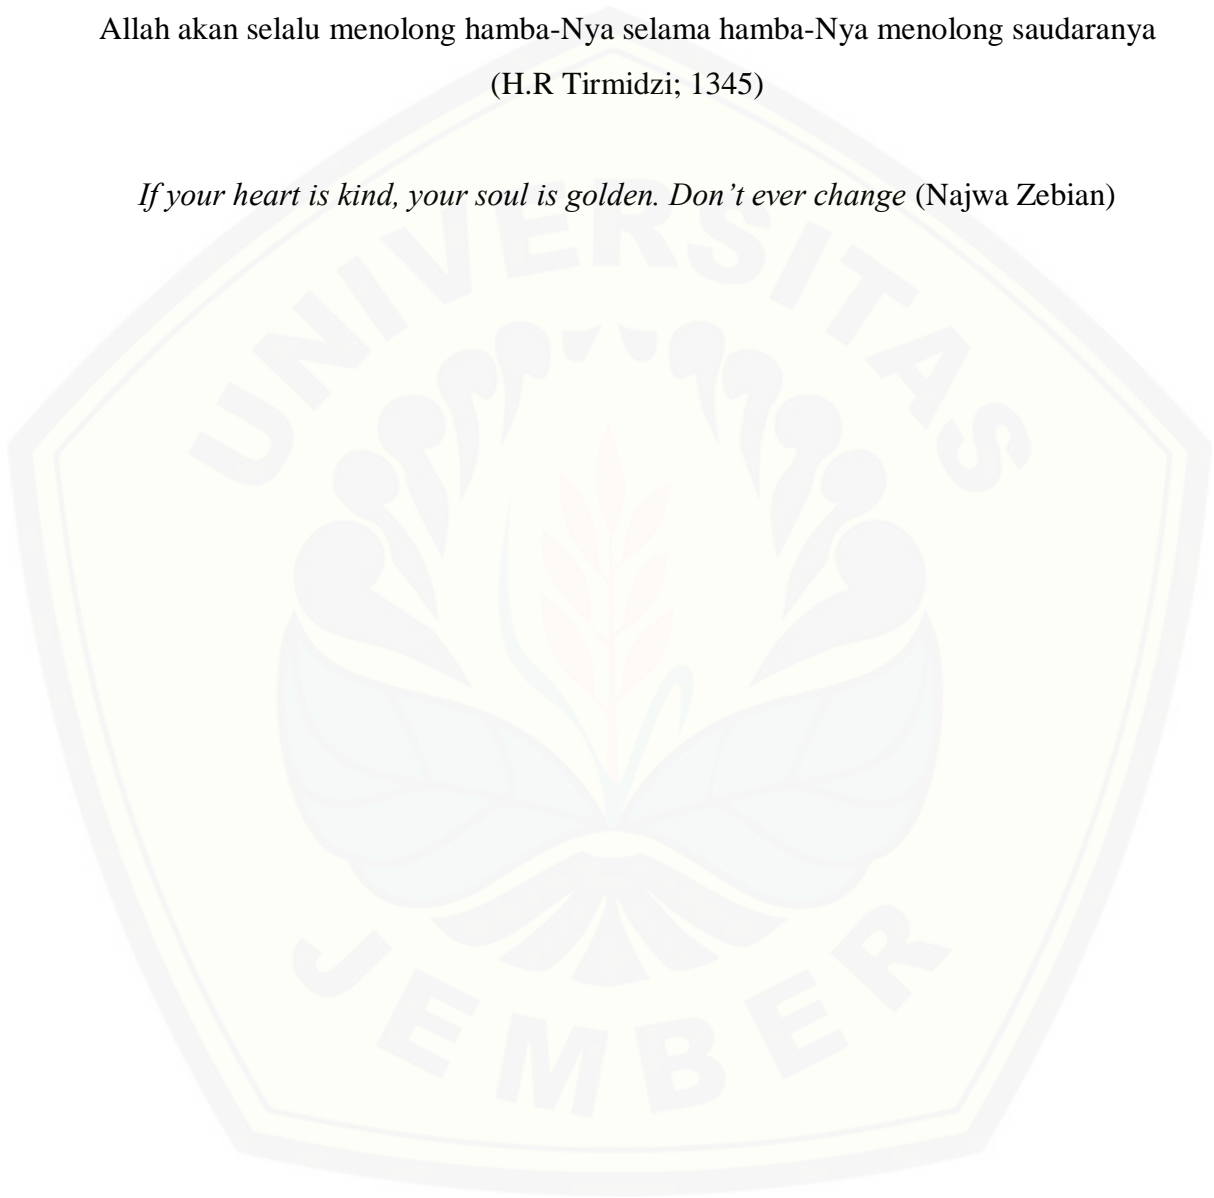 Allah akan selalu menolong hamba-Nya selama hamba-Nya menolong saudaranya
(H.R Tirmidzi; 1345)
If your heart is kind, your soul is golden. Don’t ever change (Najwa Zebian)
UNIVERSITAS
JEMBER